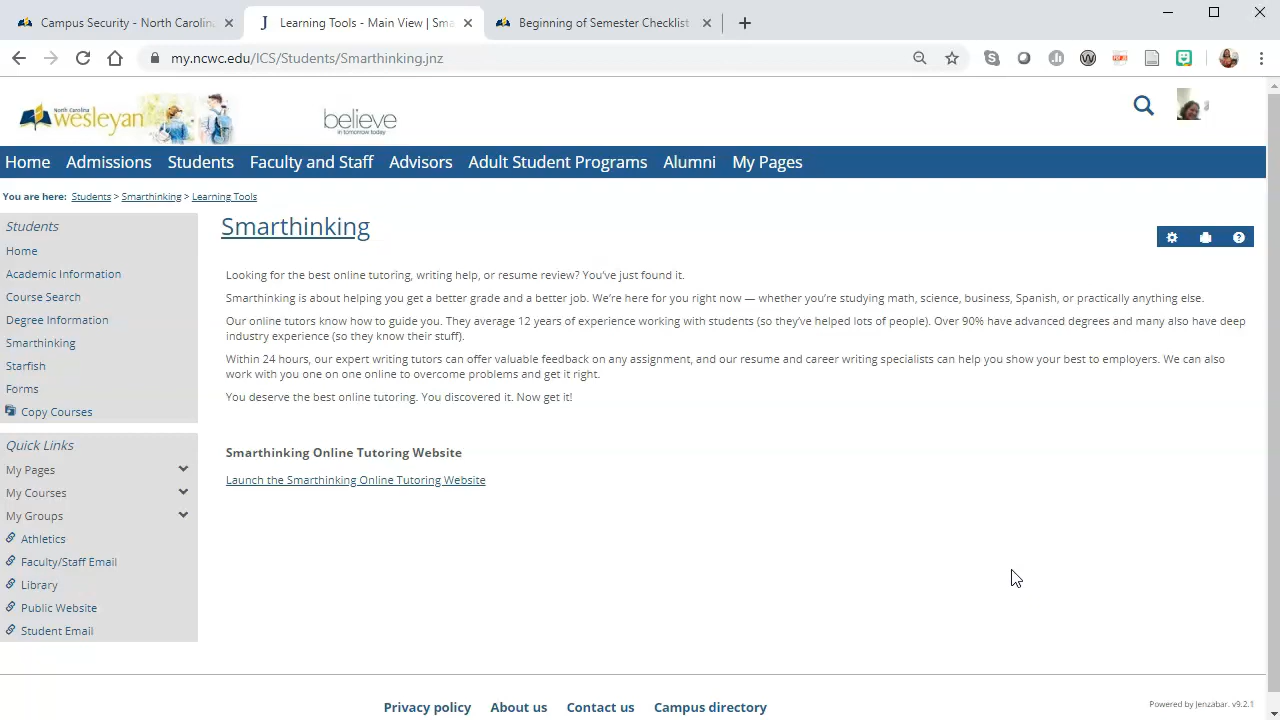 Campus Security - North Carolina
Learning Tools - Main View | Sma
Beginning of Semester Checklist
my.ncwc.edu/ICS/Students/Smarthinking.jnz
North Carolina
wesleyan
believe
in tomorrow today
Home Admissions Students Faculty and Staff Advisors Adult Student Programs Alumni My Pages
You are here: Students > Smarthinking > Learning Tools
Students
Home
Academic Information
Course Search
Degree Information
Smarthinking
Starfish
Forms
Copy Courses
Quick Links
My Pages
My Courses
My Groups
Athletics
Faculty/Staff Email
Library
Public Website
Student Email
Smarthinking
Looking for the best online tutoring, writing help, or resume review? You've just found it.
Smarthinking is about helping you get a better grade and a better job. We're here for you right now — whether you're studying math, science, business, Spanish, or practically anything else.
Our online tutors know how to guide you. They average 12 years of experience working with students (so they've helped lots of people). Over 90% have advanced degrees and many also have deep
industry experience (so they know their stuff).
Within 24 hours, our expert writing tutors can offer valuable feedback on any assignment, and our resume and career writing specialists can help you show your best to employers. We can also
work with you one on one online to overcome problems and get it right.
You deserve the best online tutoring. You discovered it. Now get it!
Smarthinking Online Tutoring Website
Launch the Smarthinking Online Tutoring Website
Privacy policy About us Contact us Campus directory
Powered by Jenzabar. v9.2.1